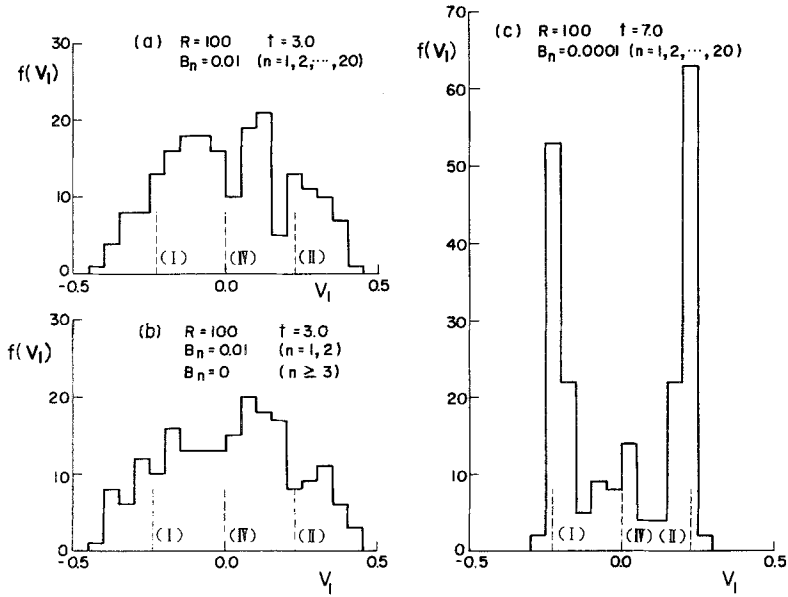 (a) R=100 t=3.0
Bn=0.01 (n=1,2,···,20)
f(V₁)
30
20
10
0
(I) (IV) (II)
-0.5 0.0 0.5
V₁
(b) R=100 t=3.0
Bn=0.01 (n=1,2)
Bn=0 (n≥3)
f(V₁)
30
20
10
0
(I) (IV) (II)
-0.5 0.0 0.5
V₁
(c) R=100 t=7.0
Bn=0.0001 (n=1,2,···,20)
f(V₁)
70
60
50
40
30
20
10
0
(I) (IV) (II)
-0.5 0.0 0.5
V₁